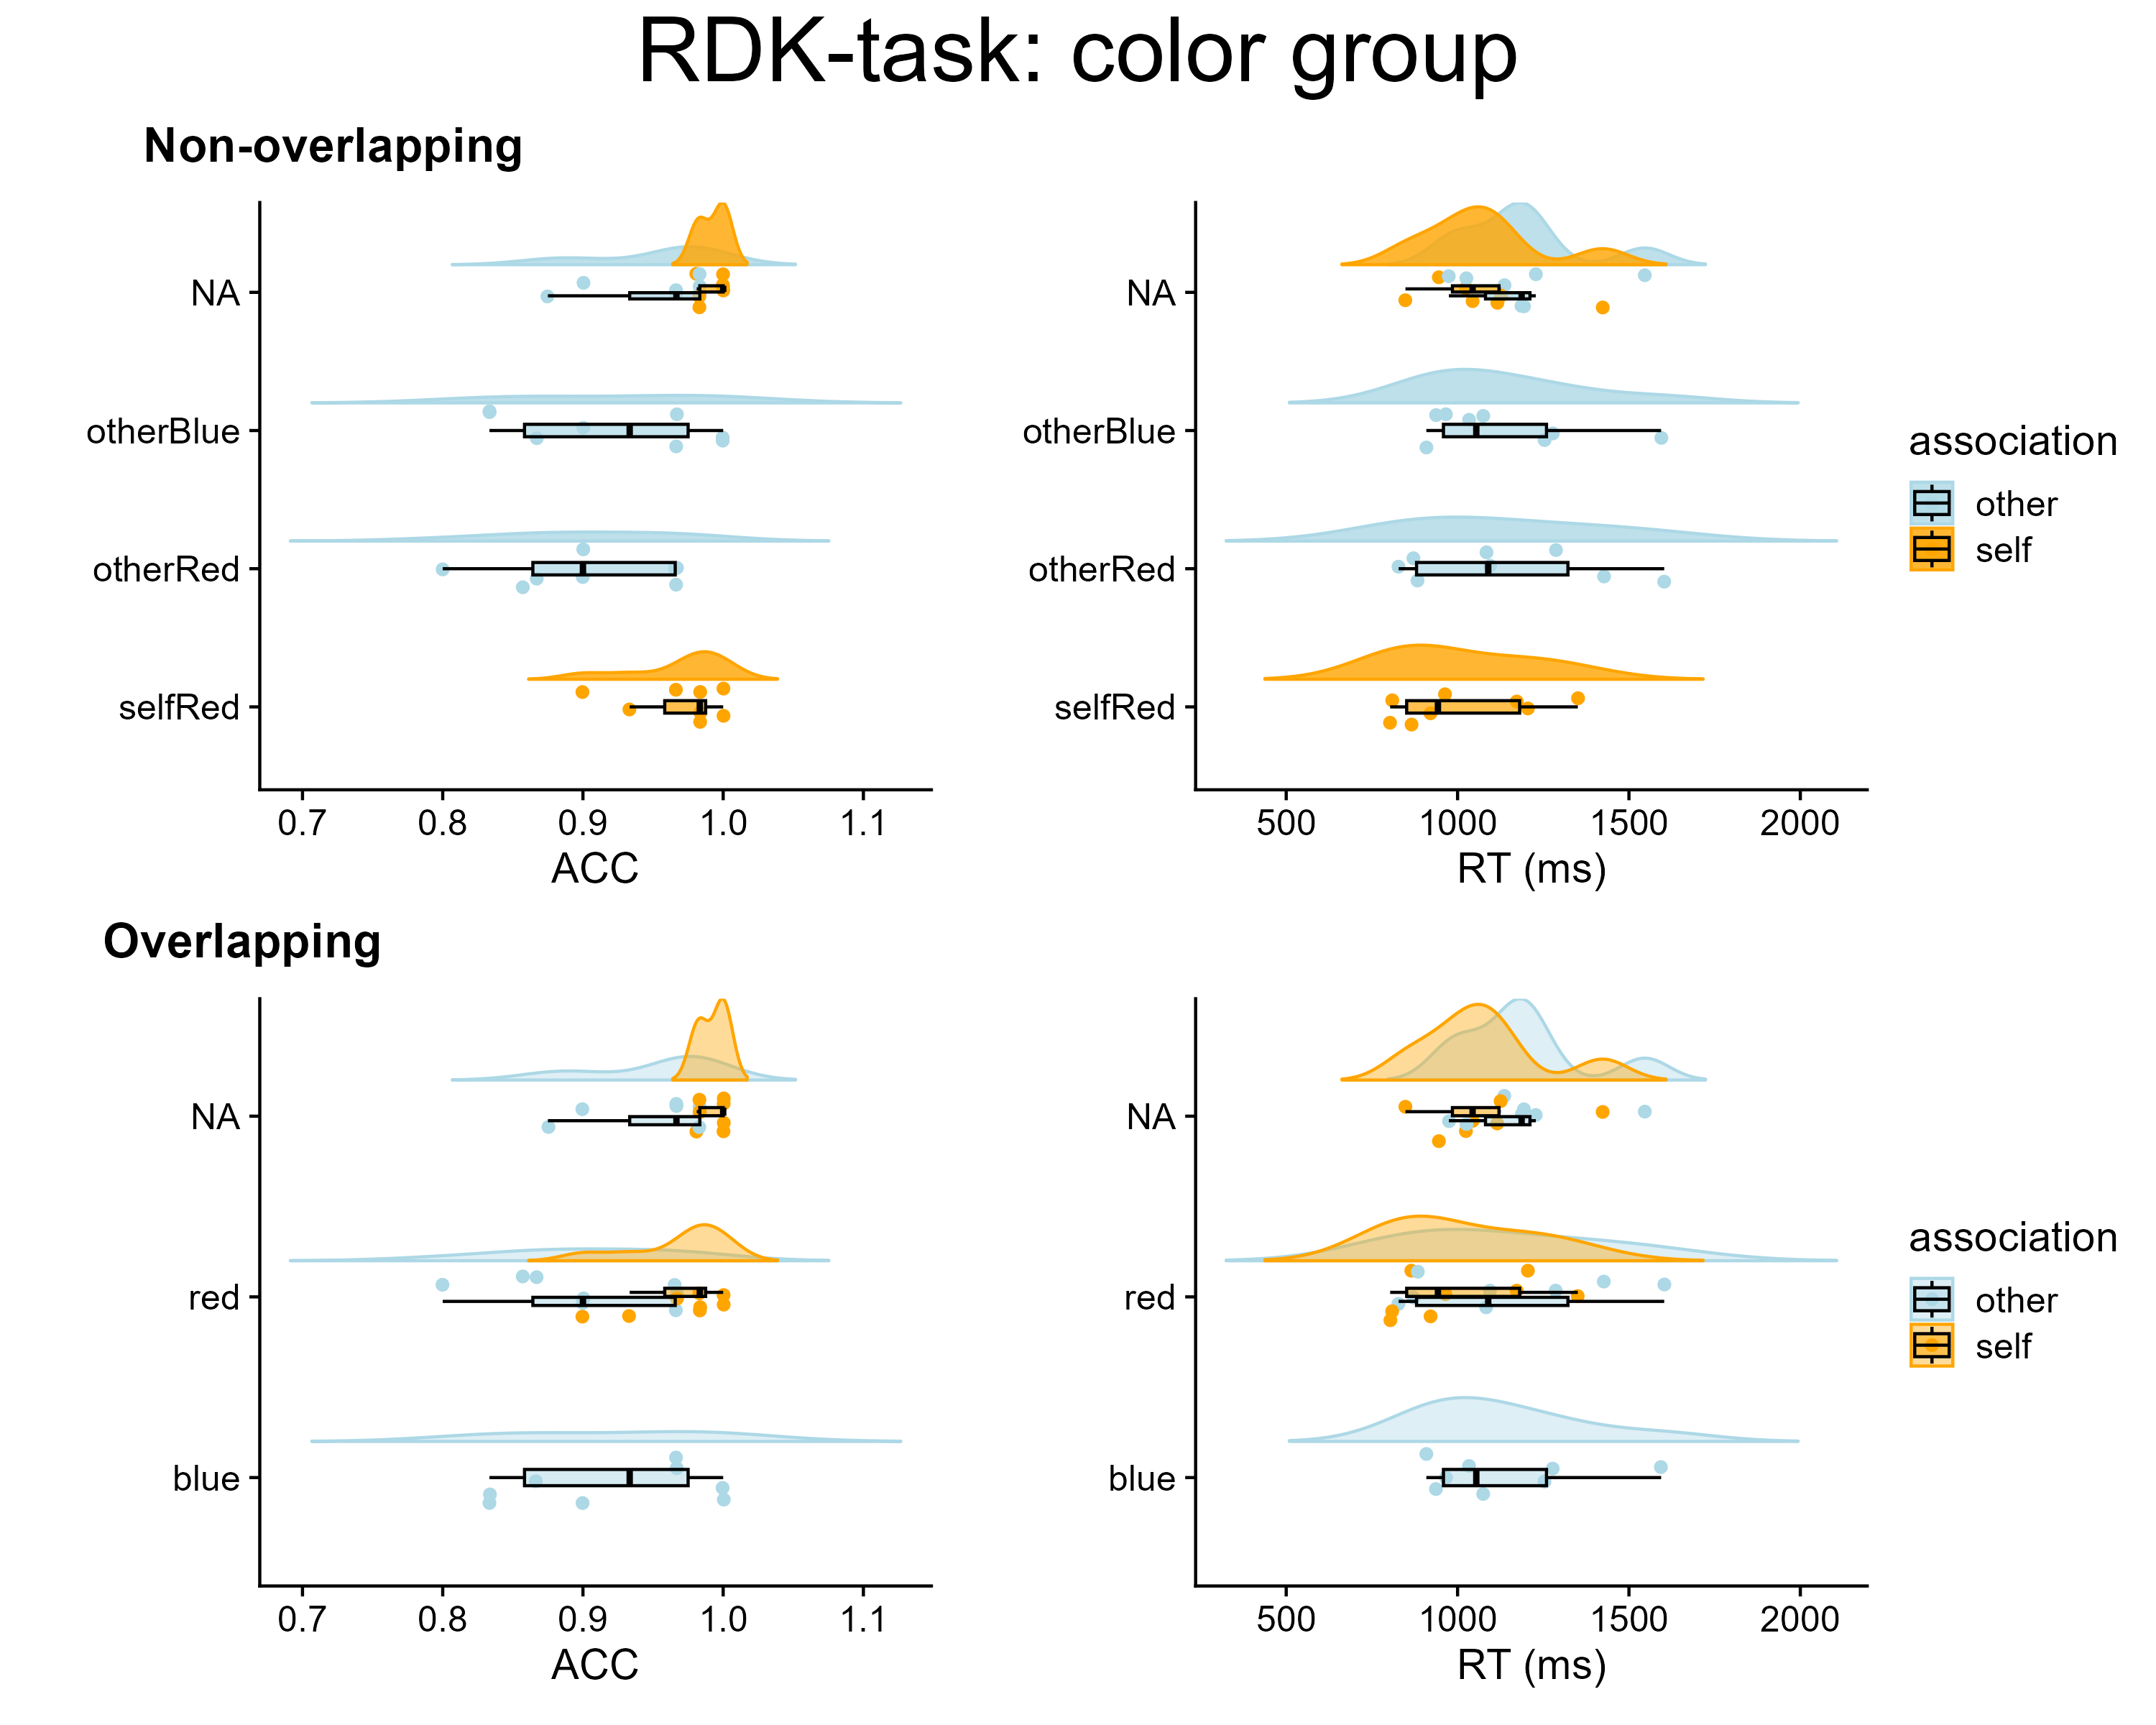 RDK-task: color group
Non-overlapping
NA
otherBlue
otherRed
selfRed
0.7 0.8 0.9 1.0 1.1
ACC
NA
otherBlue
otherRed
selfRed
500 1000 1500 2000
RT (ms)
association
other
self
Overlapping
NA
red
blue
0.7 0.8 0.9 1.0 1.1
ACC
NA
red
blue
500 1000 1500 2000
RT (ms)
association
other
self